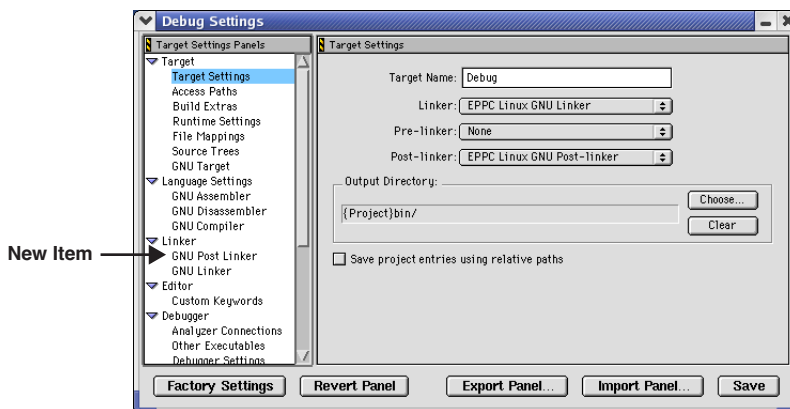 Debug Settings
Target Settings Panels
Target
Target Settings
Access Paths
Build Extras
Runtime Settings
File Mappings
Source Trees
GNU Target
Language Settings
GNU Assembler
GNU Disassembler
GNU Compiler
Linker
GNU Post Linker
GNU Linker
Editor
Custom Keywords
Debugger
Analyzer Connections
Other Executables
Debugger Settings
New Item
Target Settings
Target Name: Debug
Linker: EPPC Linux GNU Linker
Pre-linker: None
Post-linker: EPPC Linux GNU Post-linker
Output Directory:
{Project}bin/
Choose...
Clear
Save project entries using relative paths
Factory Settings Revert Panel Export Panel... Import Panel... Save